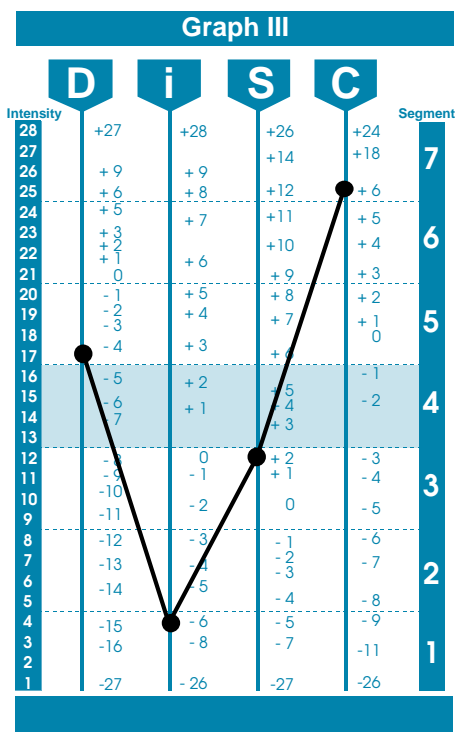 Graph III
D i S C
Intensity Segment
28 +27 +28 +26 +24
27 +14 +18 7
26 + 9 + 9
25 + 6 + 8 +12 + 6
24 + 5 + 7 +11 + 5
23 + 3 6
+ 2 +10 + 4
22 + 1 + 6
21 0 + 9 + 3
20 - 1 + 5 + 8 + 2
19 - 2 + 4 + 7 + 1 5
18 - 3 0
17 - 4 + 3 + 6
16 - 5 + 2 - 1
15 - 6 + 5 - 2 4
14 7 + 1 - 4
13 + 3
12 - 8 0 + 2 - 3
11 - 9 - 1 + 1 - 4 3
10 -10 - 2 0
9 -11 - 5
8 -12 - 3 - 1 - 6
7 -13 - 4 - 2 - 7 2
6 -14 - 5 - 3
5 - 4 - 8
4 -15 - 6 - 5 - 9
3 -16 - 8 - 7 -11 1
2
1 -27 - 26 -27 -26